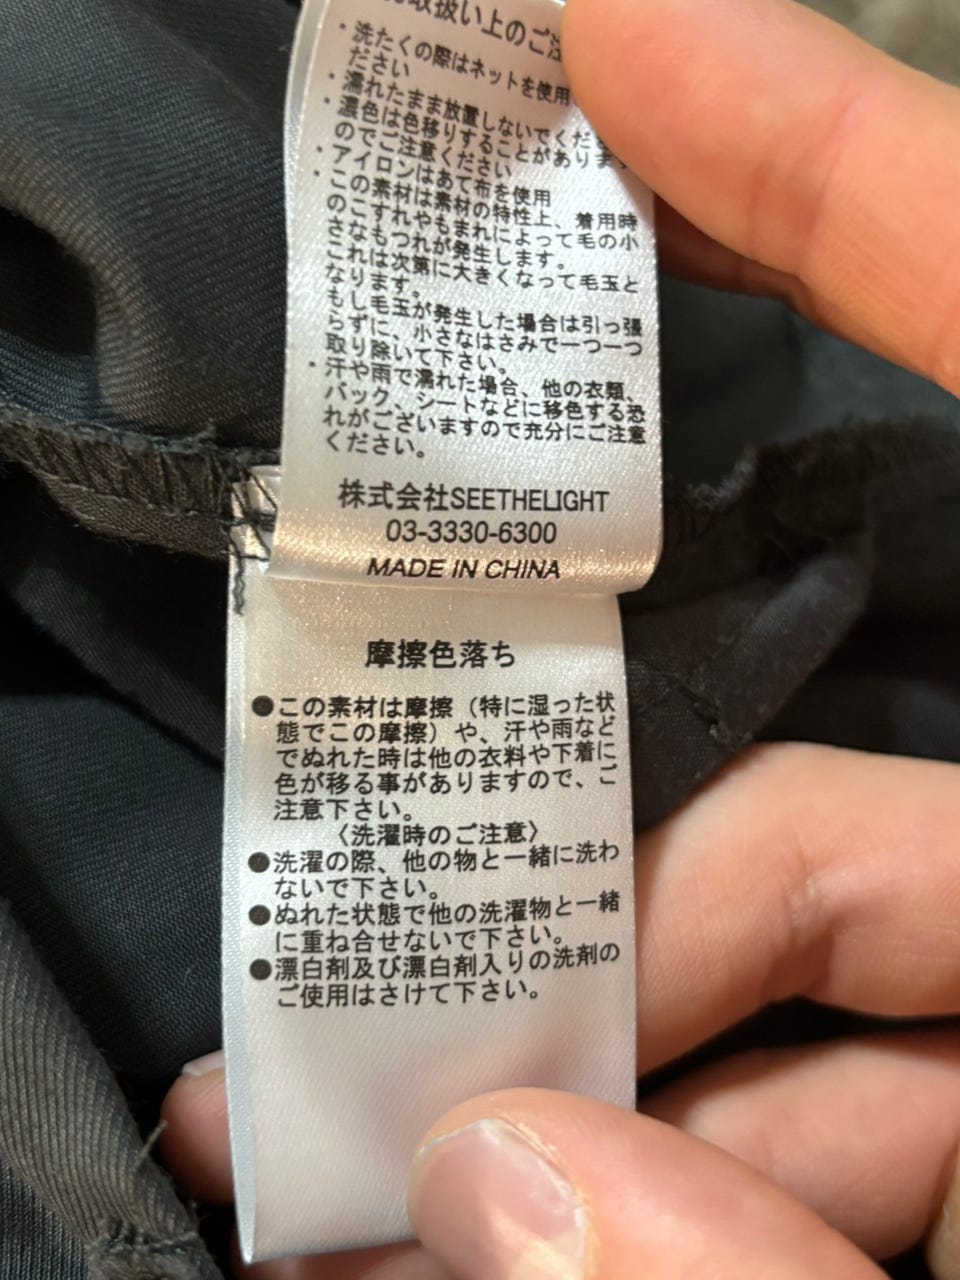 取扱い上のご注
・洗たくの際はネットを使用
ださい
・濡れたまま放置しないでくだ
・濃色は色移りすることがあります
のでご注意ください
・アイロンはあて布を使用
・この素材は素材の特性上、着用時
のこすれやもまれによって毛の小
さなもつれが発生します。
これは次第に大きくなって毛玉と
なります。
もし毛玉が発生した場合は引っ張
らずに、小さなはさみで一つ一つ
取り除いて下さい。
・汗や雨で濡れた場合、他の衣類、
バック、シートなどに移色する恐
れがございますので充分にご注意
ください。
株式会社SEETHELIGHT
03-3330-6300
MADE IN CHINA
摩擦色落ち
●この素材は摩擦（特に湿った状
態でこの摩擦）や、汗や雨など
でぬれた時は他の衣料や下着に
色が移る事がありますので、ご
注意下さい。
〈洗濯時のご注意〉
●洗濯の際、他の物と一緒に洗わ
ないで下さい。
●ぬれた状態で他の洗濯物と一緒
に重ね合せないで下さい。
●漂白剤及び漂白剤入りの洗剤の
ご使用はさけて下さい。